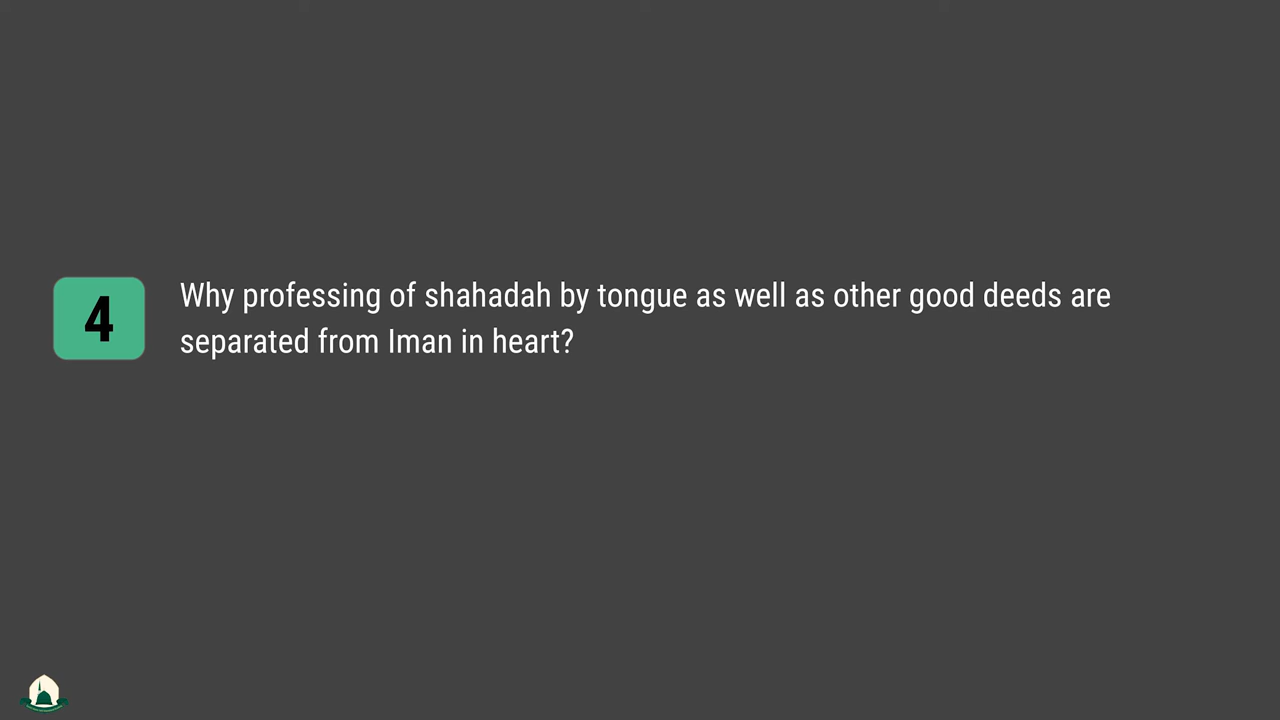 4
Why professing of shahadah by tongue as well as other good deeds are
separated from Iman in heart?